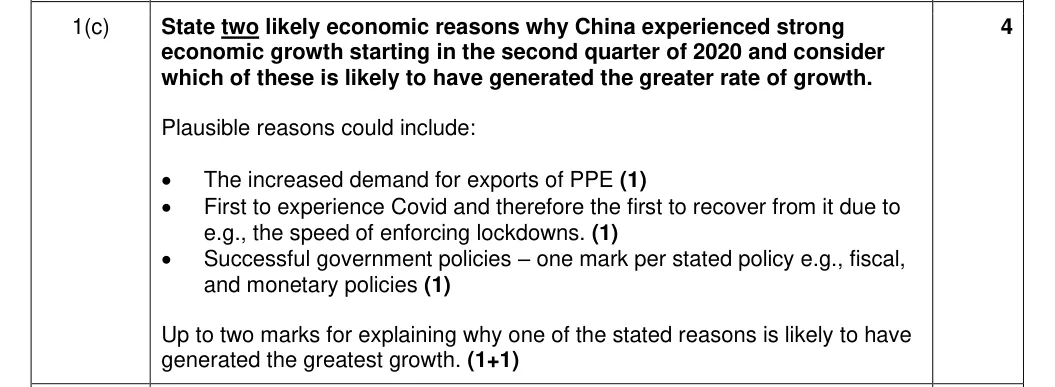 1(c)
State two likely economic reasons why China experienced strong
economic growth starting in the second quarter of 2020 and consider
which of these is likely to have generated the greater rate of growth.
4
Plausible reasons could include:
• The increased demand for exports of PPE (1)
• First to experience Covid and therefore the first to recover from it due to
e.g., the speed of enforcing lockdowns. (1)
• Successful government policies – one mark per stated policy e.g., fiscal,
and monetary policies (1)
Up to two marks for explaining why one of the stated reasons is likely to have
generated the greatest growth. (1+1)